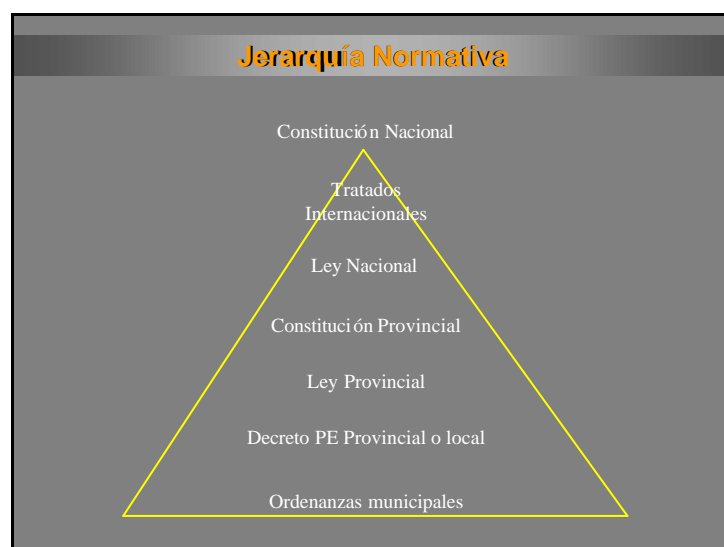 Jerarquía Normativa
Constitución Nacional
Tratados
Internacionales
Ley Nacional
Constitución Provincial
Ley Provincial
Decreto PE Provincial o local
Ordenanzas municipales